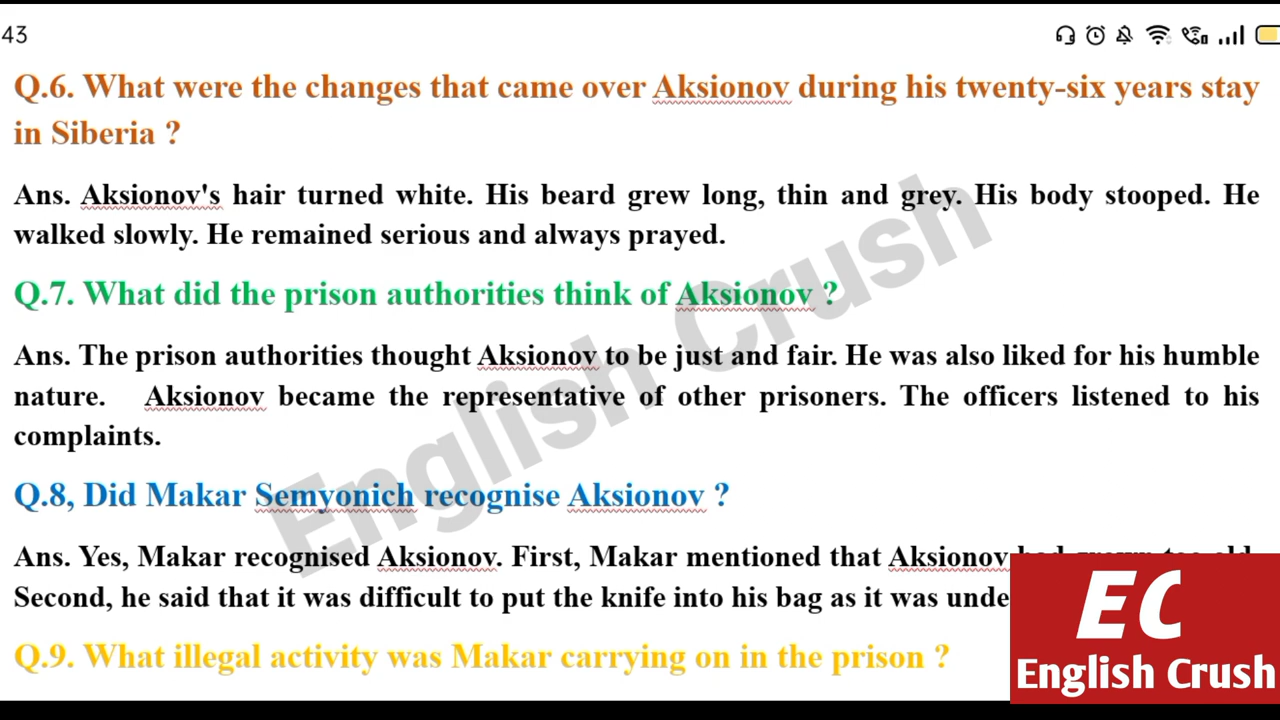 43
Q.6. What were the changes that came over Aksionov during his twenty-six years stay
in Siberia ?
Ans. Aksionov's hair turned white. His beard grew long, thin and grey. His body stooped. He
walked slowly. He remained serious and always prayed.
Q.7. What did the prison authorities think of Aksionov ?
Ans. The prison authorities thought Aksionov to be just and fair. He was also liked for his humble
nature. Aksionov became the representative of other prisoners. The officers listened to his
complaints.
Q.8, Did Makar Semyonich recognise Aksionov ?
Ans. Yes, Makar recognised Aksionov. First, Makar mentioned that Aksionov
Second, he said that it was difficult to put the knife into his bag as it was
Q.9. What illegal activity was Makar carrying on in the prison ?
English Crush
EC
English Crush